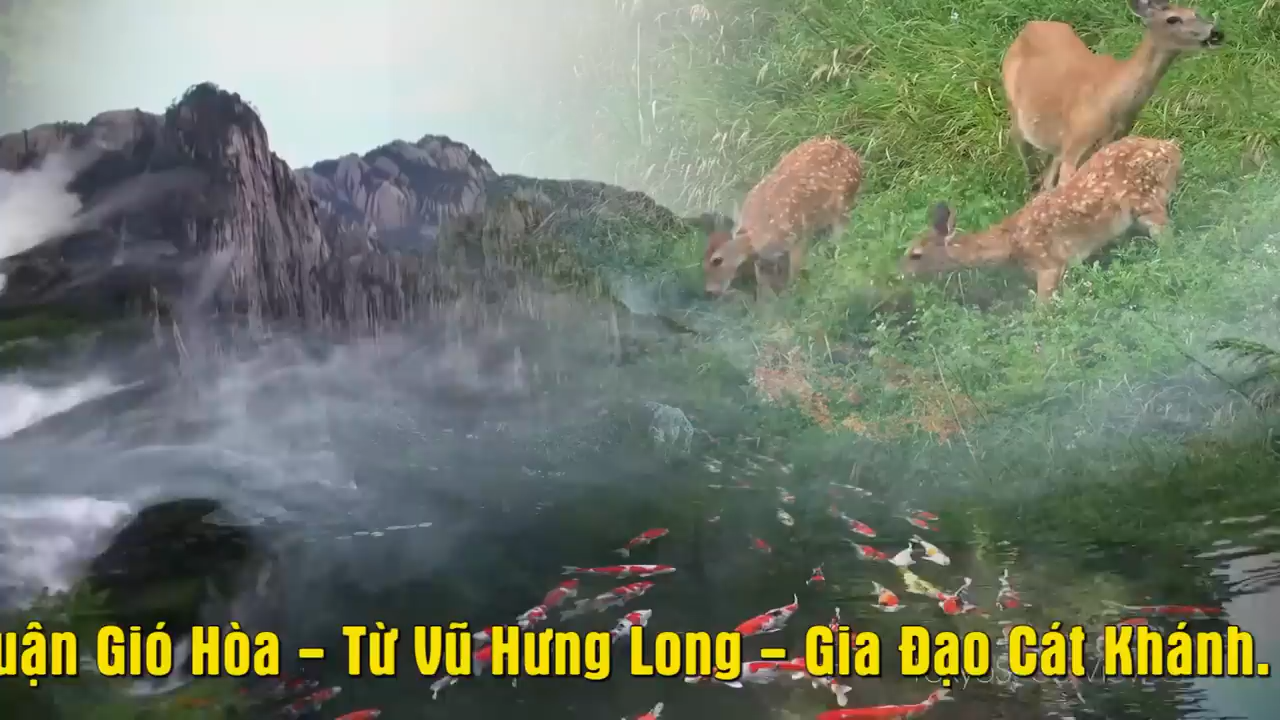 uận Gió Hòa – Từ Vũ Hưng Long – Gia Đạo Cát Khánh.